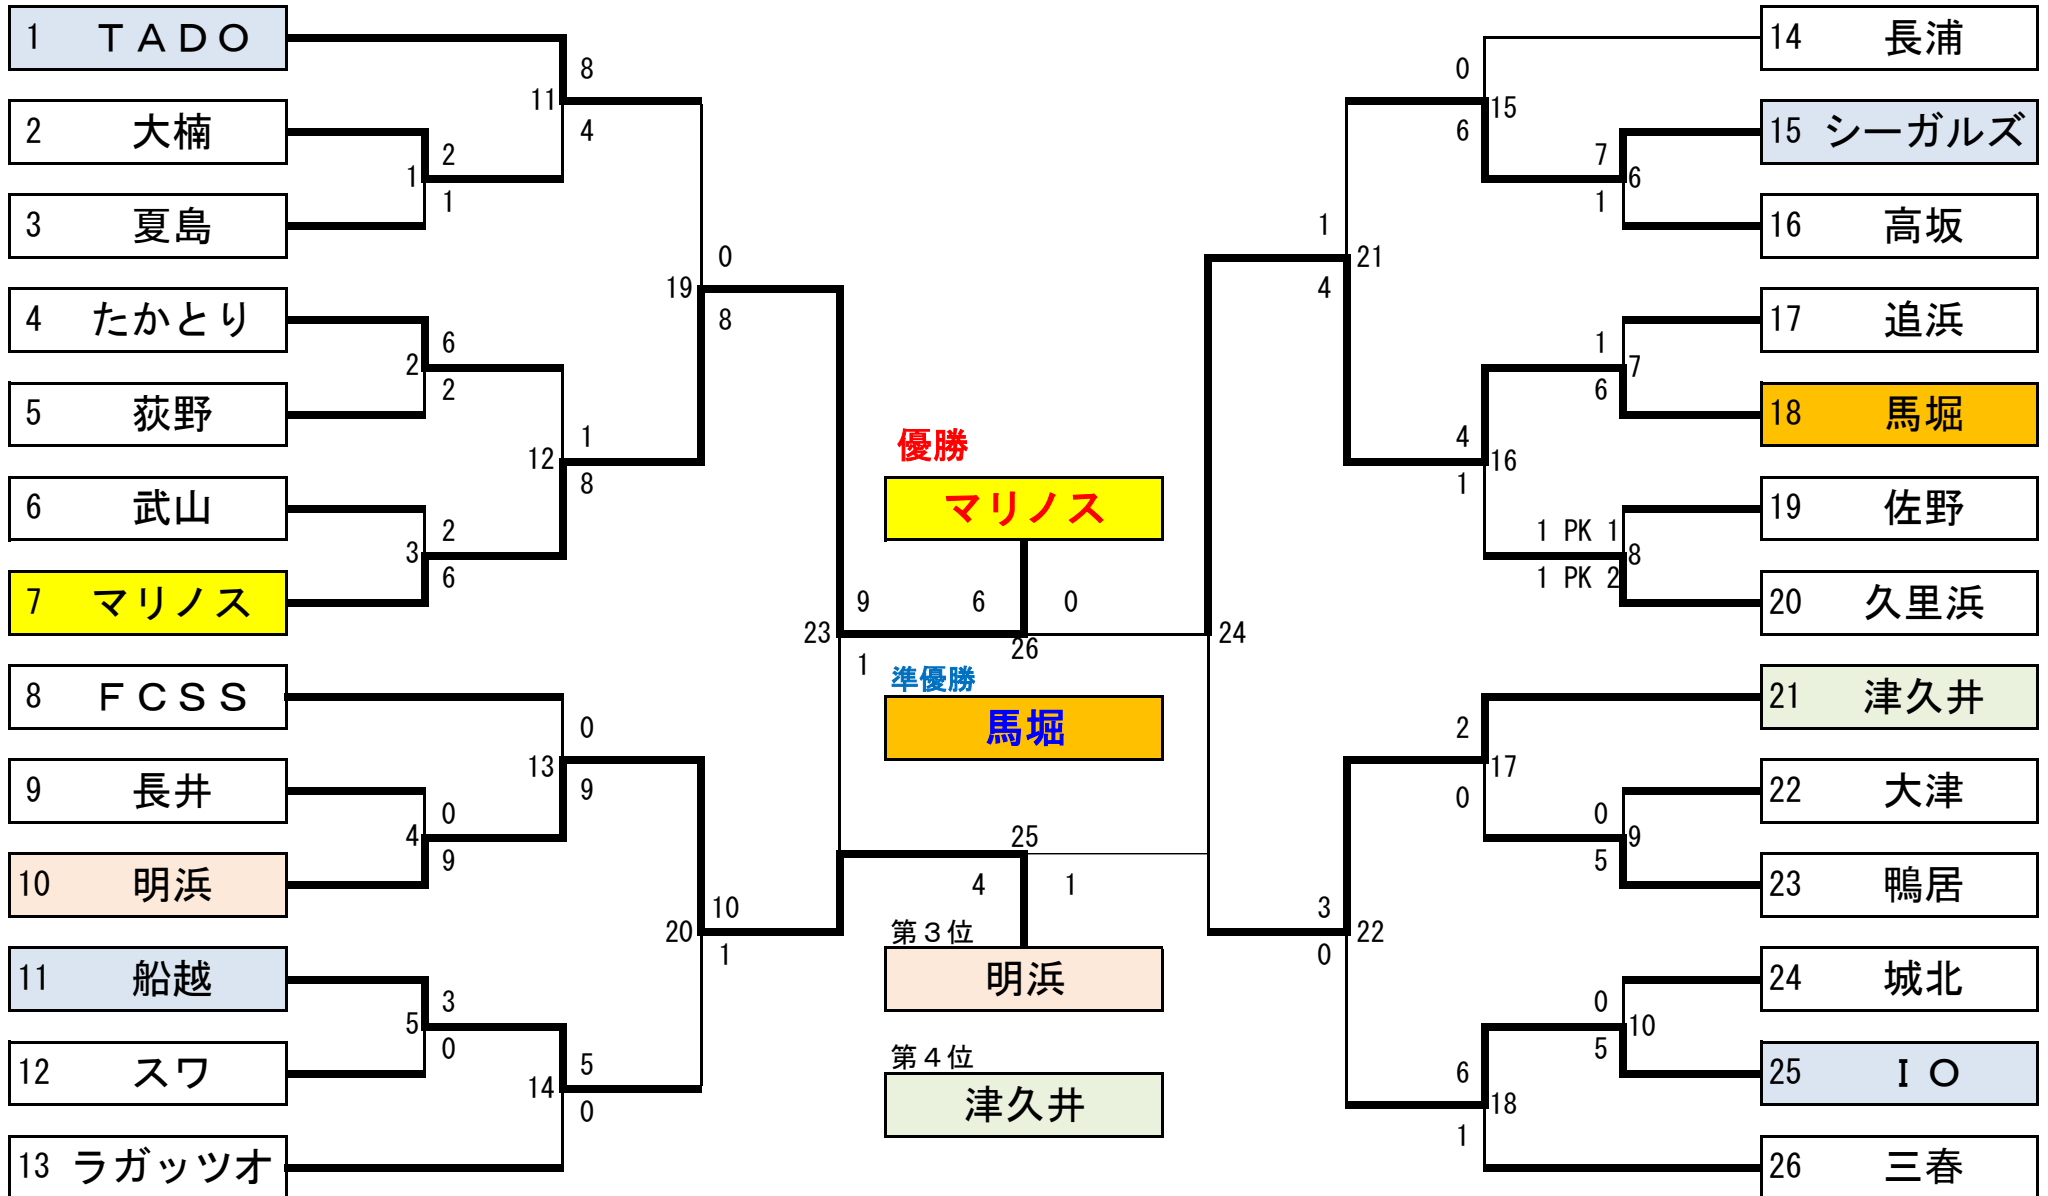 1 ＴＡＤＯ
2 大楠
3 夏島
4 たかとり
5 荻野
6 武山
7 マリノス
8 ＦＣＳＳ
9 長井
10 明浜
11 船越
12 スワ
13 ラガッツオ
8
11
4
2
1
1
6
2
2
1
12
8
2
3
6
0
19
8
0
13
9
0
4
9
3
5
0
5
14
0
10
20
1
9
23
1
優勝
マリノス
6
0
26
準優勝
馬堀
25
4
1
第３位
明浜
第４位
津久井
24
1
21
4
0
15
6
7
6
1
1
7
6
4
16
1
1 PK 1
8
1 PK 2
2
17
0
0
9
5
3
22
0
0
10
5
6
18
1
14 長浦
15 シーガルズ
16 高坂
17 追浜
18 馬堀
19 佐野
20 久里浜
21 津久井
22 大津
23 鴨居
24 城北
25 ＩＯ
26 三春